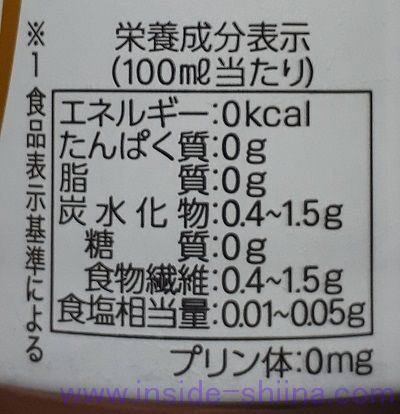 栄養成分表示
(100mℓ当たり)
エネルギー:0kcal
たんぱく質:0g
脂質:0g
炭水化物:0.4~1.5g
糖質:0g
食物繊維:0.4~1.5g
食塩相当量:0.01~0.05g
プリン体:0mg
※1食品表示基準による
www.inside-shiina.com